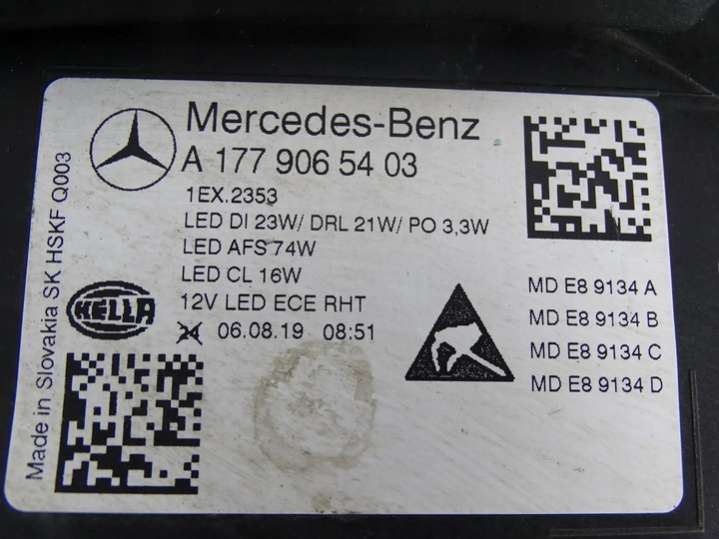 Mercedes-Benz
A 177 906 54 03
1EX.2353
LED DI 23W/ DRL 21W/ PO 3,3W
LED AFS 74W
LED CL 16W
12V LED ECE RHT
06.08.19 08:51
MD E8 9134 A
MD E8 9134 B
MD E8 9134 C
MD E8 9134 D
HELLA
Made in Slovakia SK HSKF Q003